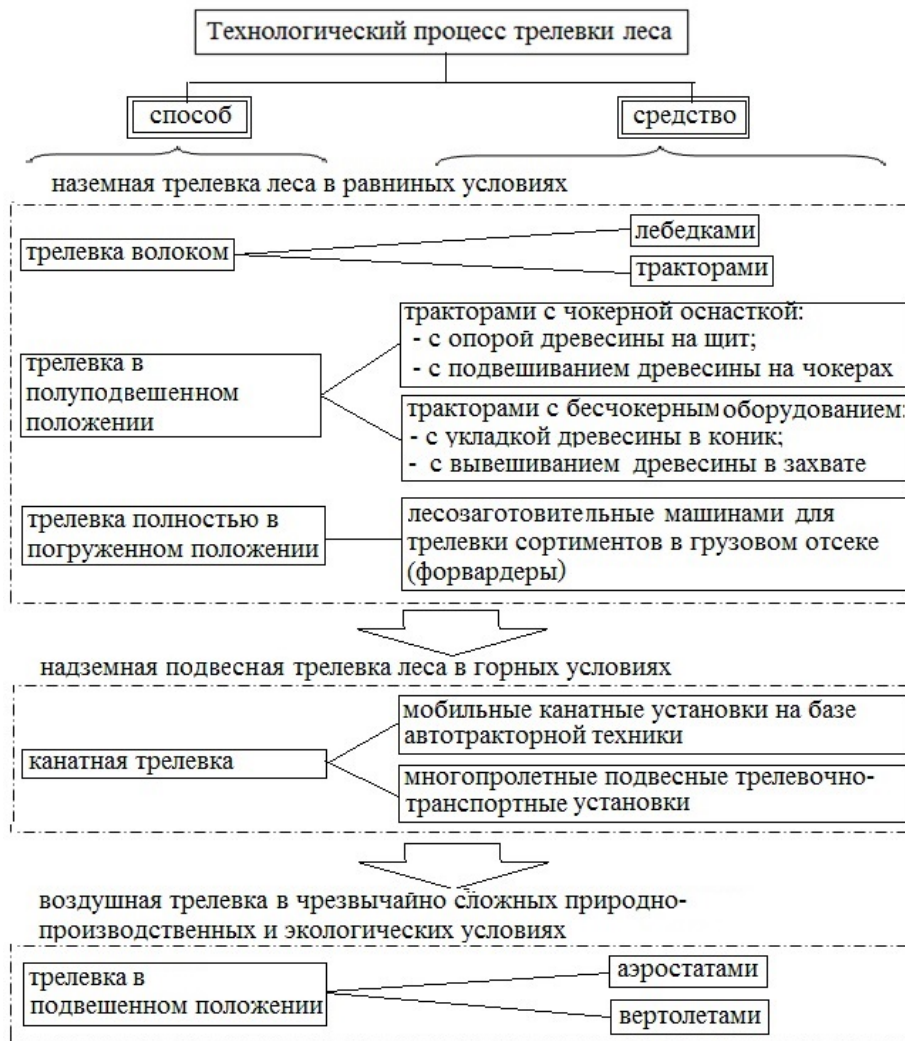 Технологический процесс трелевки леса
способ
средство
наземная трелевка леса в равниных условиях
трелевка волоком
лебедками
тракторами
трелевка в
полуподвешенном
положении
тракторами с чокерной оснасткой:
- с опорой древесины на щит;
- с подвешиванием древесины на чокерах
тракторами с бесчокерным оборудованием:
- с укладкой древесины в коник;
- с вывешиванием древесины в захвате
трелевка полностью в
погруженном положении
лесозаготовительные машинами для
трелевки сортиментов в грузовом отсеке
(форвардеры)
надземная подвесная трелевка леса в горных условиях
канатная трелевка
мобильные канатные установки на базе
автотракторной техники
многопролетные подвесные трелевочно-
транспортные установки
воздушная трелевка в чрезвычайно сложных природно-
производственных и экологических условиях
трелевка в
подвешенном положении
аэростатами
вертолетами